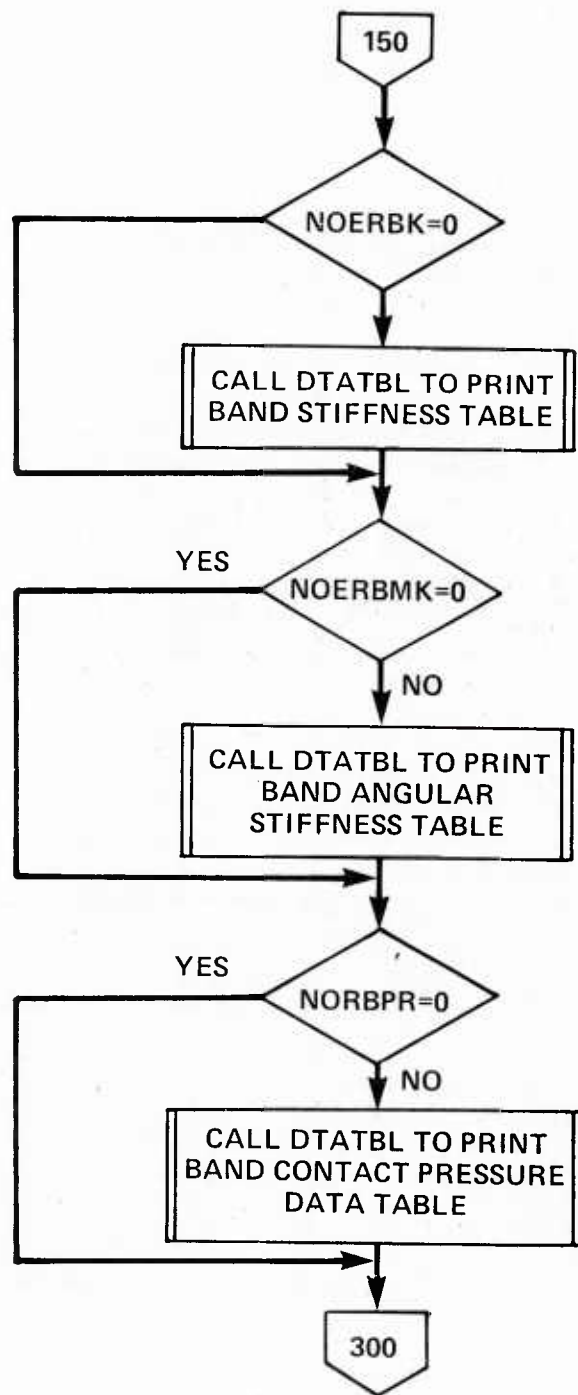 150
NOERBK=0
CALL DTATBL TO PRINT
BAND STIFFNESS TABLE
YES
NOERBMK=0
NO
CALL DTATBL TO PRINT
BAND ANGULAR
STIFFNESS TABLE
YES
NORBPR=0
NO
CALL DTATBL TO PRINT
BAND CONTACT PRESSURE
DATA TABLE
300